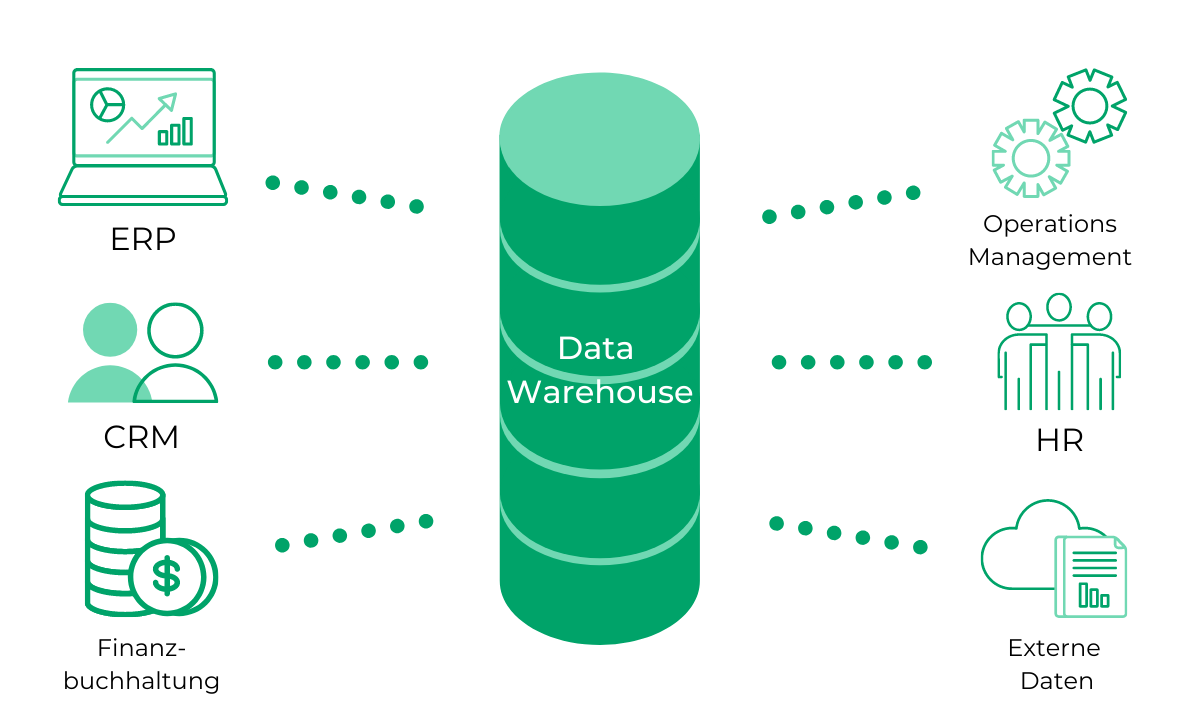 ERP
CRM
Finanz-
buchhaltung
Data
Warehouse
Operations
Management
HR
Externe
Daten
$